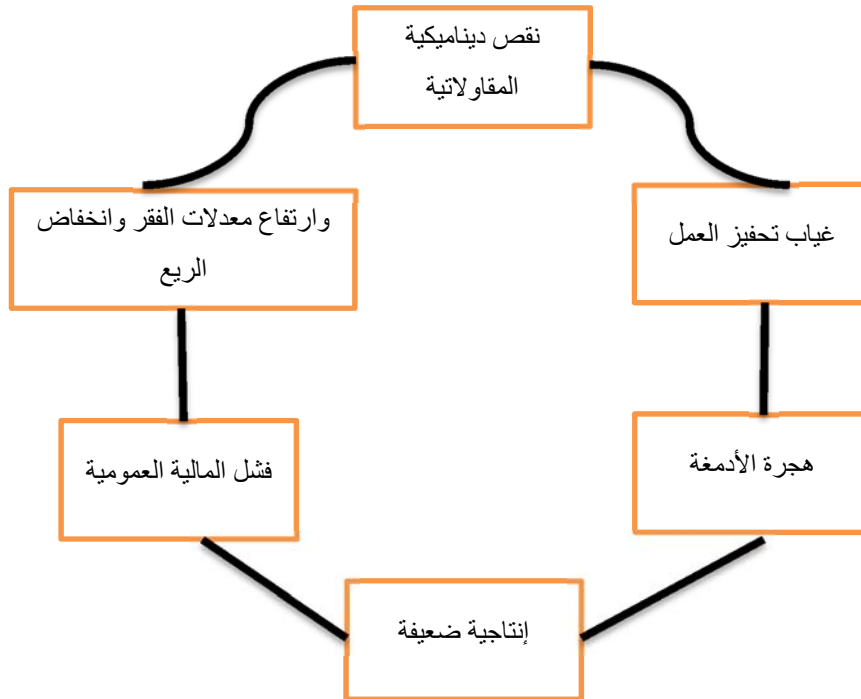 نقص ديناميكية
المقاولاتية
غياب تحفيز العمل
وارتفاع معدلات الفقر وانخفاض
الريع
هجرة الأدمغة
فشل المالية العمومية
إنتاجية ضعيفة